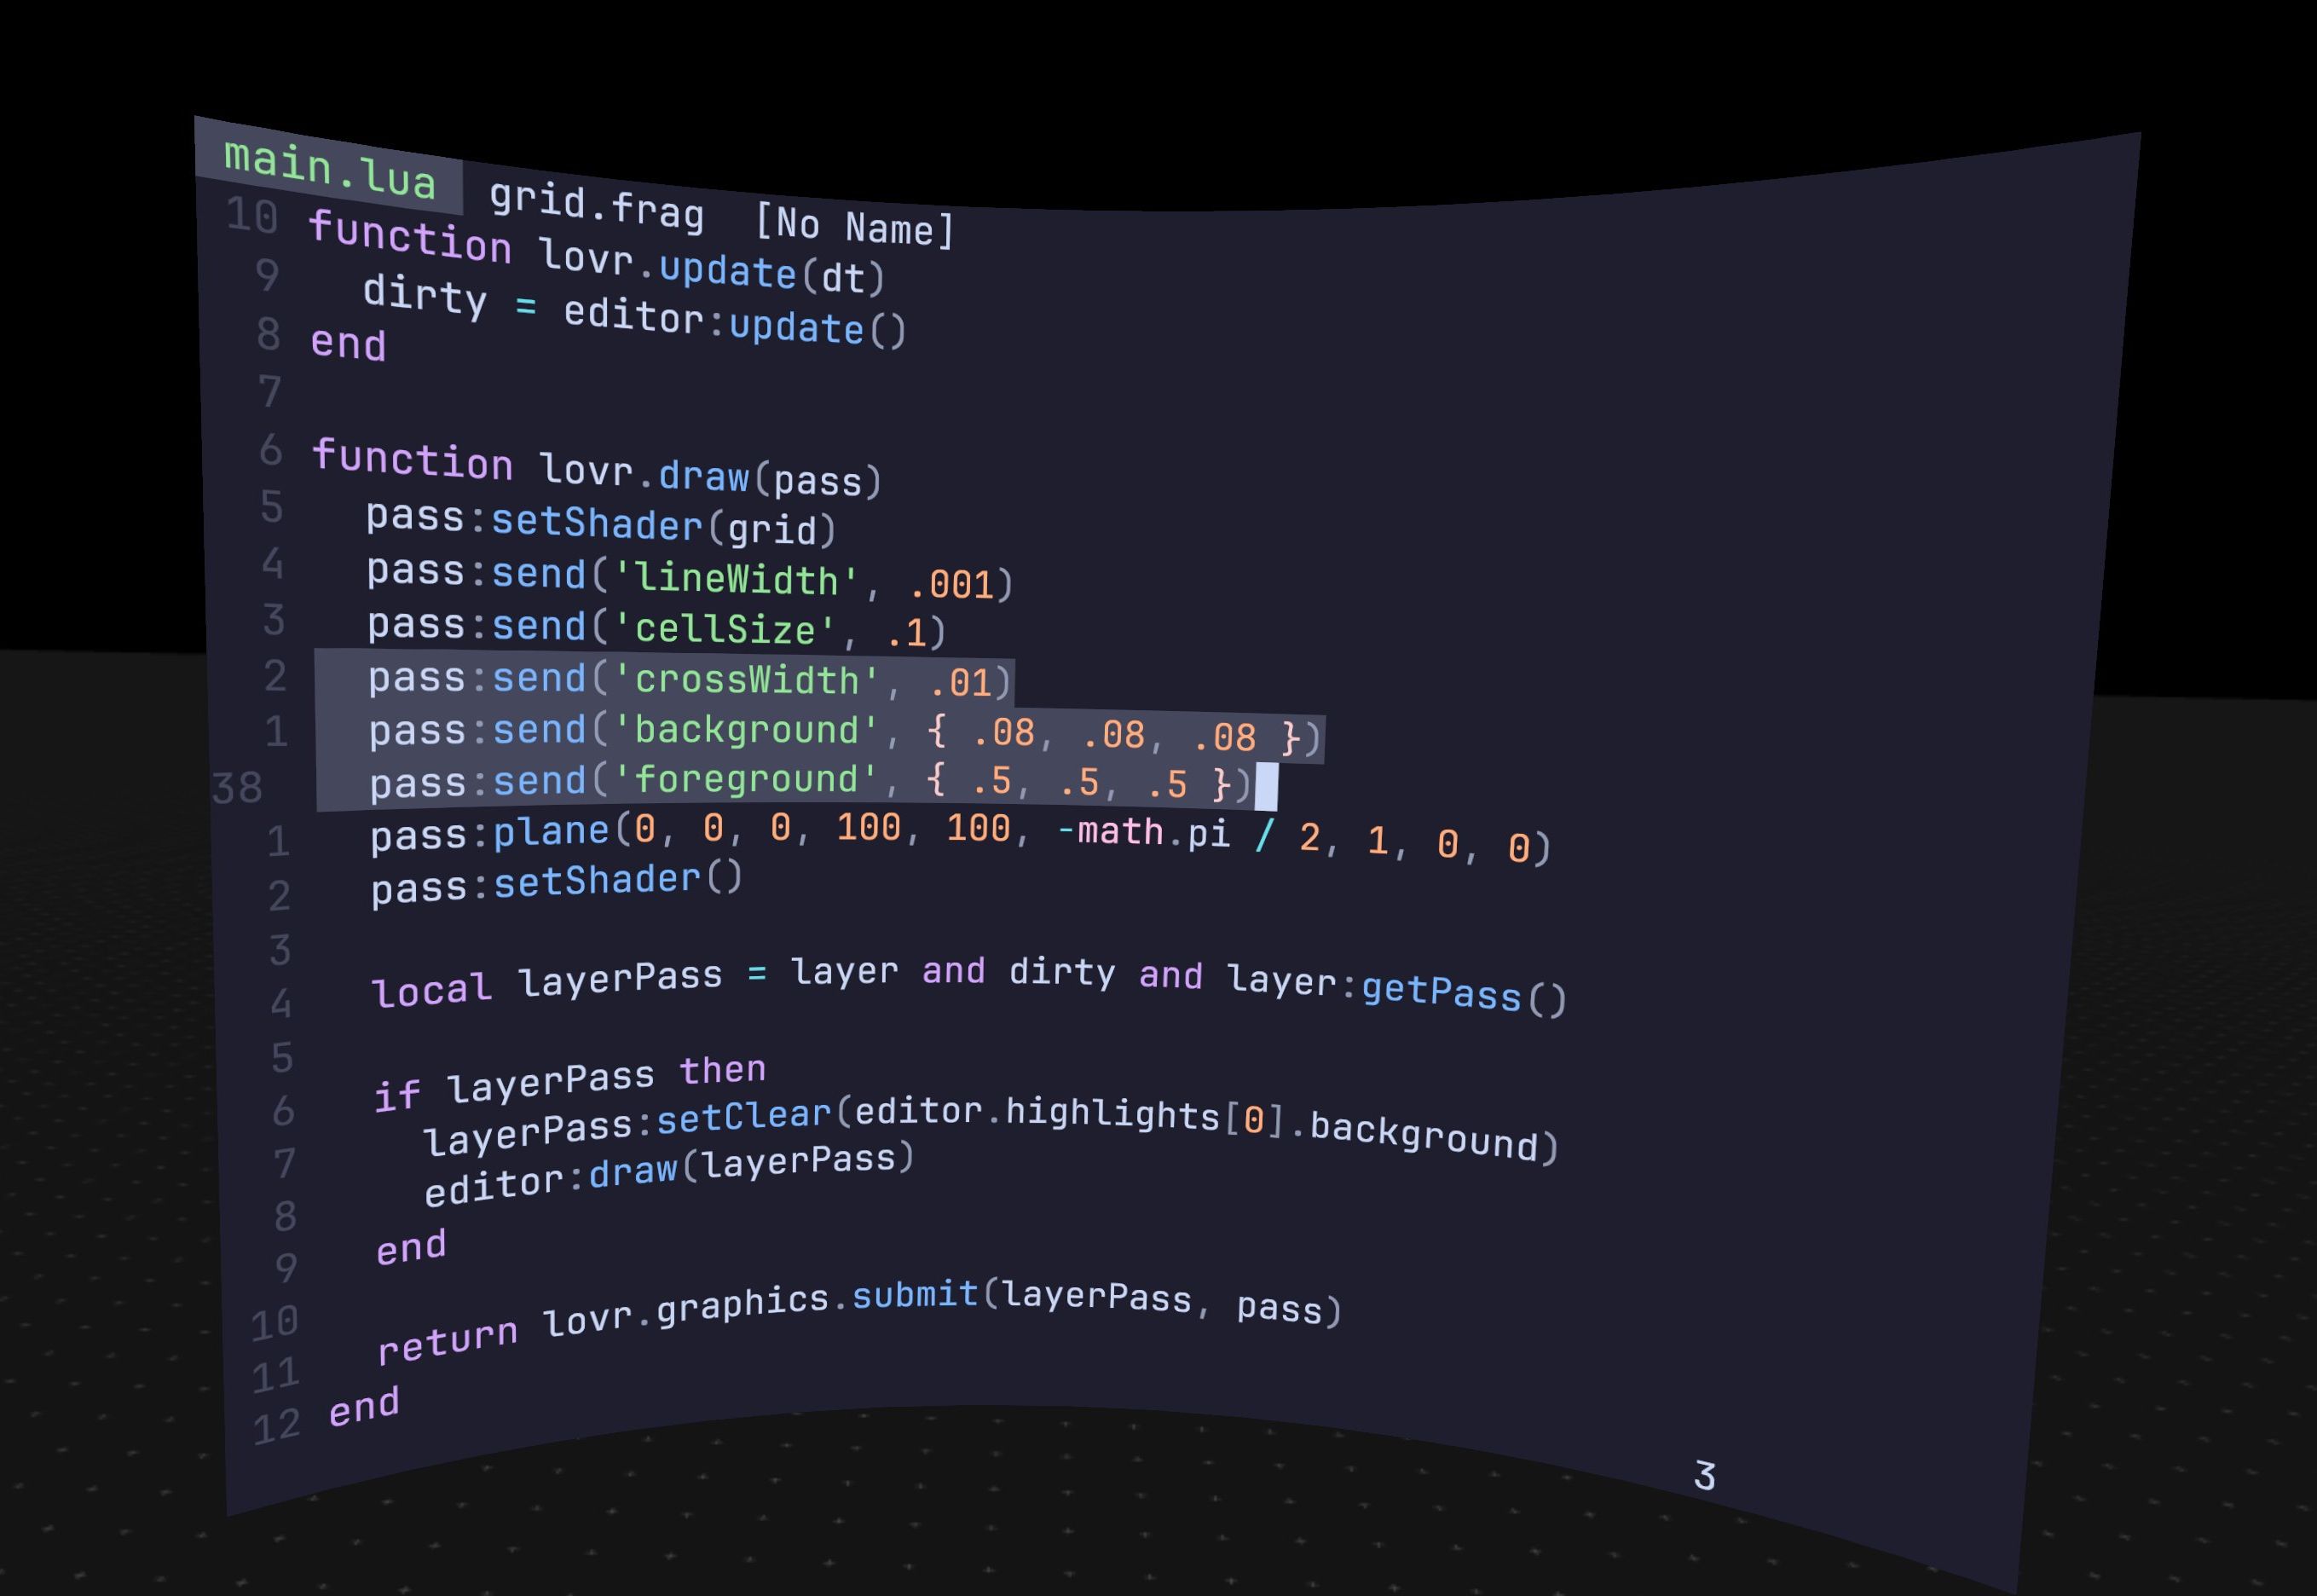 main.lua  grid.frag  [No Name]
10 function lovr.update(dt)
9   dirty = editor:update()
8 end
7
6 function lovr.draw(pass)
5   pass:setShader(grid)
4   pass:send('lineWidth', .001)
3   pass:send('cellSize', .1)
2   pass:send('crossWidth', .01)
1   pass:send('background', { .08, .08, .08 })
38   pass:send('foreground', { .5, .5, .5 })
1   pass:plane(0, 0, 0, 100, 100, -math.pi / 2, 1, 0, 0)
2   pass:setShader()
3
4   local layerPass = layer and dirty and layer:getPass()
5
6   if layerPass then
7     layerPass:setClear(editor.highlights[0].background)
8     editor:draw(layerPass)
9   end
10
11   return lovr.graphics.submit(layerPass, pass)
12 end
3